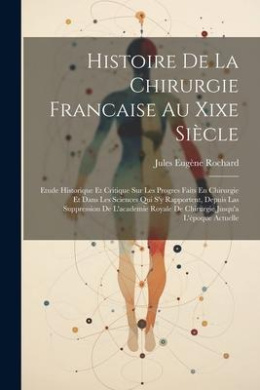 Histoire De La
Chirurgie
Francaise Au Xixe
Siècle
Jules Eugène Rochard
Etude Historique Et Critique Sur Les Progres Faits En Chirurgie
Et Dans Les Sciences Qui S'y Rapportent, Depuis Las
Suppression De L'academie Royale De Chirurgie Jusqu'a
L'époque Actuelle